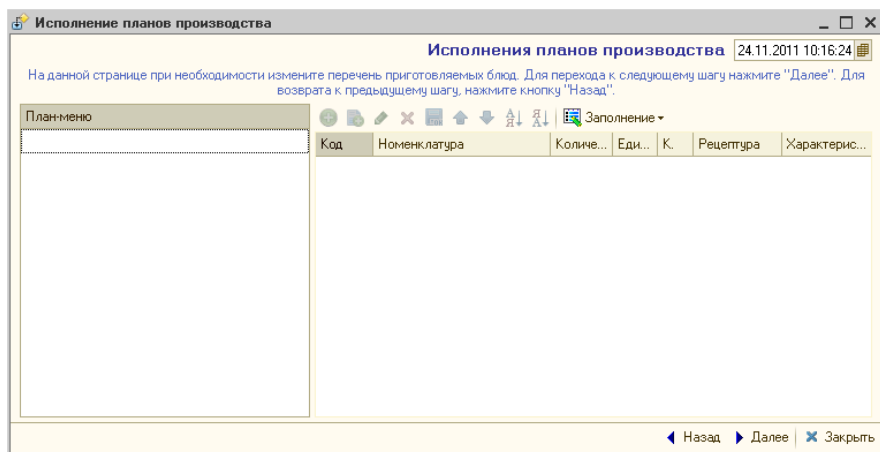 Исполнение планов производства
Исполнения планов производства 24.11.2011 10:16:24
На данной странице при необходимости измените перечень приготовляемых блюд. Для перехода к следующему шагу нажмите "Далее". Для
возврата к предыдущему шагу, нажмите кнопку "Назад".
План-меню
Заполнение
Код Номенклатура Количе... Еди... К. Рецептура Характерис...
Назад Далее Закрыть